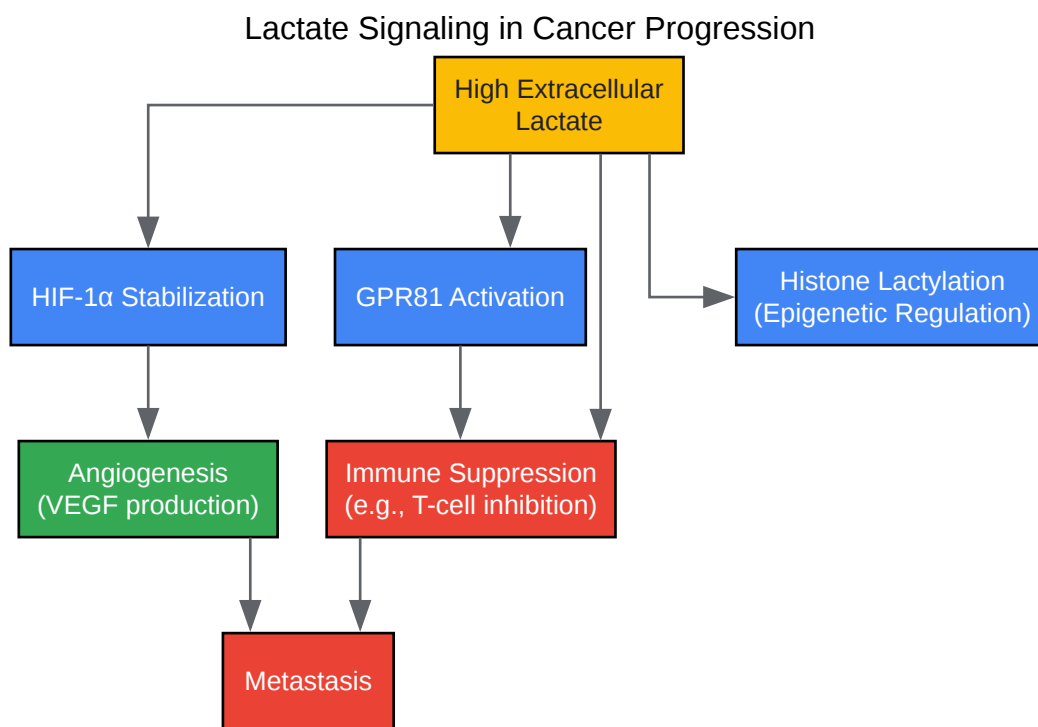 Lactate Signaling in Cancer Progression
High Extracellular
Lactate
HIF-1α Stabilization
GPR81 Activation
Histone Lactylation
(Epigenetic Regulation)
Angiogenesis
(VEGF production)
Immune Suppression
(e.g., T-cell inhibition)
Metastasis